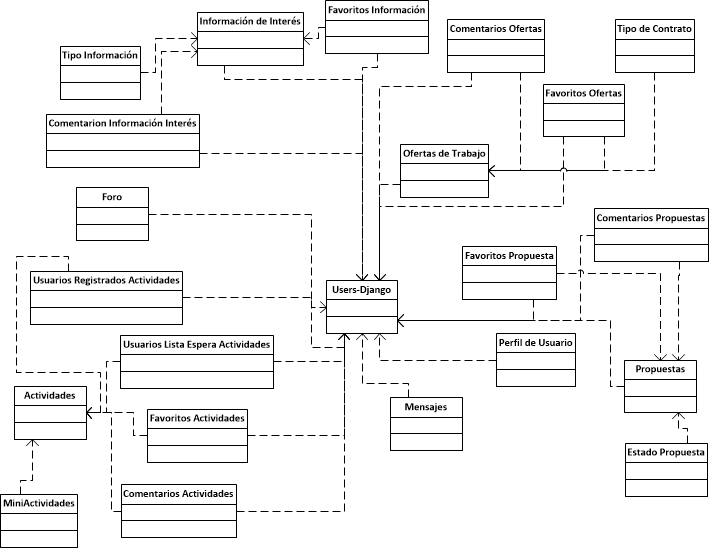 Favoritos Información
Información de Interés
Comentarios Ofertas
Tipo de Contrato
Tipo Información
Favoritos Ofertas
Comentarion Información Interés
Ofertas de Trabajo
Foro
Comentarios Propuestas
Favoritos Propuesta
Usuarios Registrados Actividades
Users-Django
Usuarios Lista Espera Actividades
Perfil de Usuario
Propuestas
Actividades
Mensajes
Favoritos Actividades
Estado Propuesta
Comentarios Actividades
MiniActividades